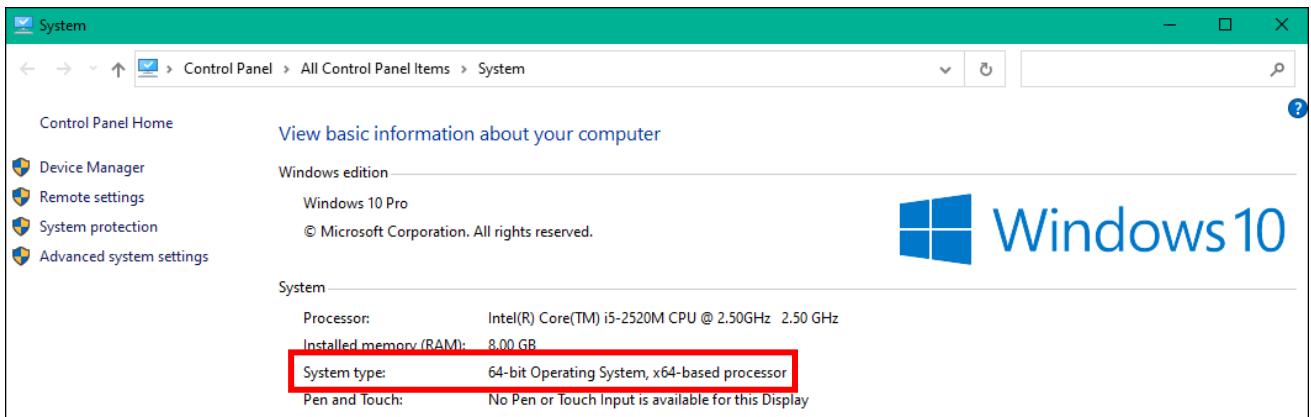 System
Control Panel > All Control Panel Items > System
Control Panel Home
Device Manager
Remote settings
System protection
Advanced system settings
View basic information about your computer
Windows edition
Windows 10 Pro
© Microsoft Corporation. All rights reserved.
Windows 10
System
Processor: Intel(R) Core(TM) i5-2520M CPU @ 2.50GHz 2.50 GHz
Installed memory (RAM): 8.00 GB
System type: 64-bit Operating System, x64-based processor
Pen and Touch: No Pen or Touch Input is available for this Display